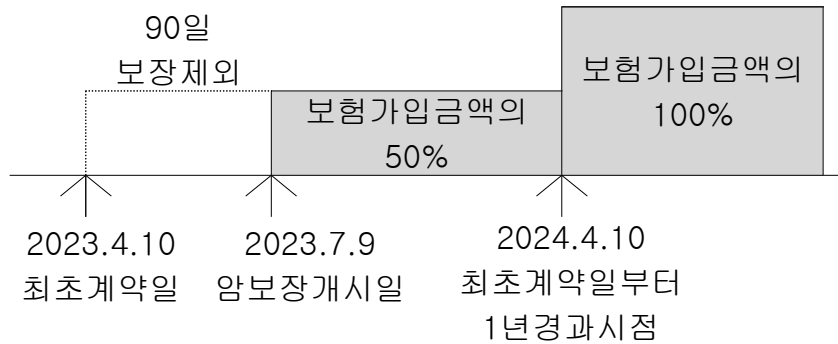 90일
보장제외
보험가입금액의
50%
보험가입금액의
100%
2023.4.10
최초계약일
2023.7.9
암보장개시일
2024.4.10
최초계약일부터
1년경과시점